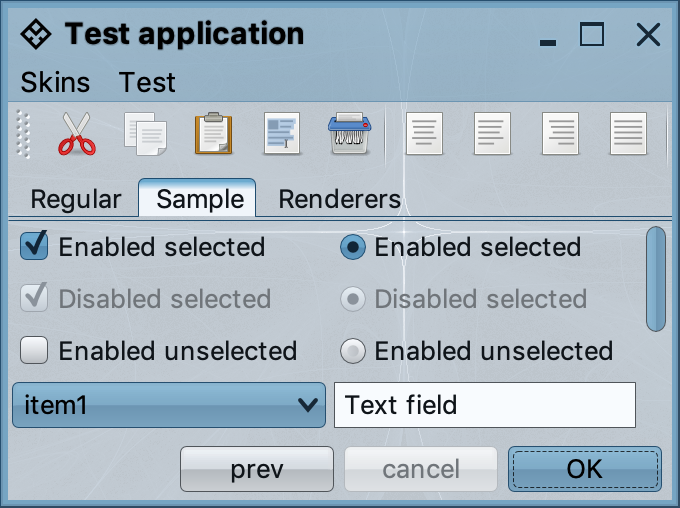 Test application
Skins Test
Regular Sample Renderers
Enabled selected Enabled selected
Disabled selected Disabled selected
Enabled unselected Enabled unselected
item1 Text field
prev cancel OK